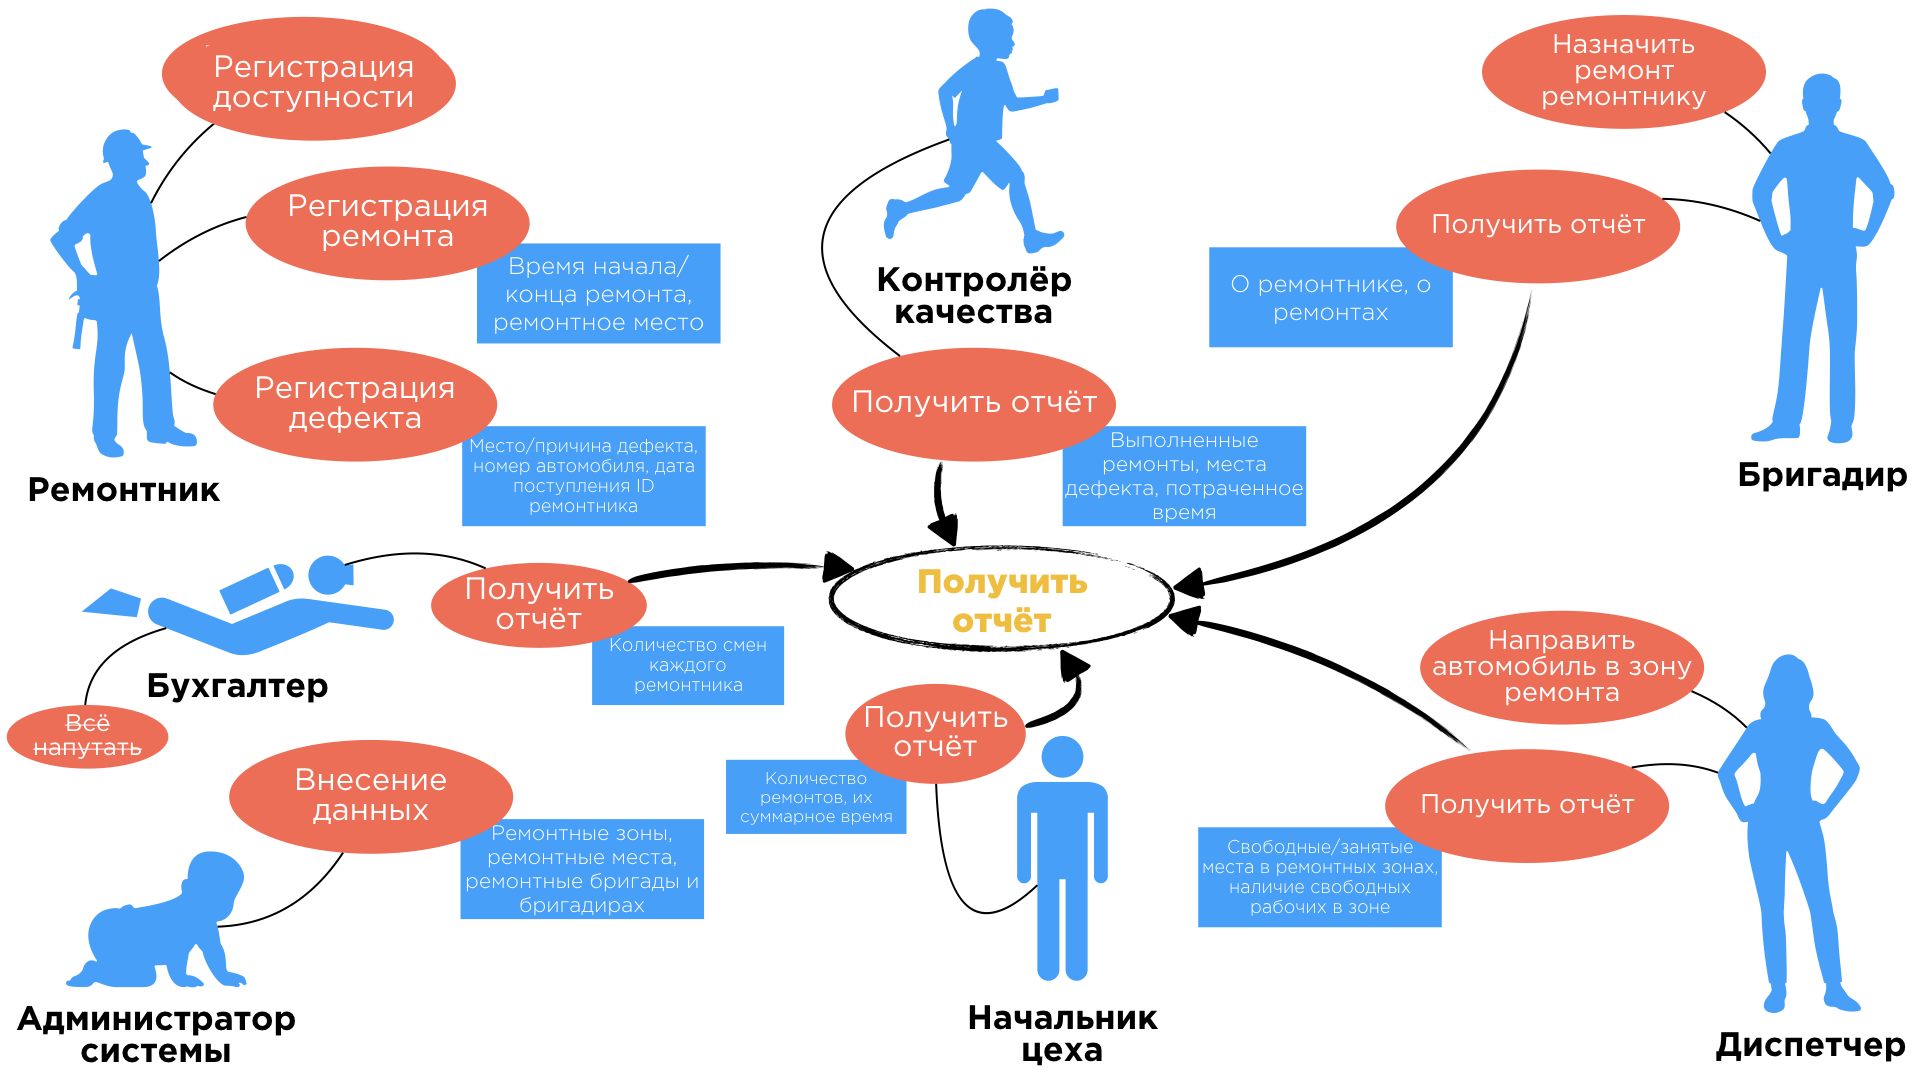 Регистрация
доступности
Регистрация
ремонта
Время начала/
конца ремонта,
ремонтное место
Регистрация
дефекта
Место/причина дефекта,
номер автомобиля, дата
поступления ID
ремонтника
Ремонтник
Контролёр
качества
Получить отчёт
Выполненные
ремонты, места
дефекта, потраченное
время
Назначить
ремонт
ремонтнику
Получить отчёт
О ремонтнике, о
ремонтах
Бригадир
Получить
отчёт
Количество смен
каждого
ремонтника
Бухгалтер
Всё
напутать
Получить
отчёт
Внесение
данных
Ремонтные зоны,
ремонтные места,
ремонтные бригады и
бригадирах
Администратор
системы
Получить
отчёт
Количество
ремонтов, их
суммарное время
Начальник
цеха
Направить
автомобиль в зону
ремонта
Получить отчёт
Свободные/занятые
места в ремонтных зонах,
наличие свободных
рабочих в зоне
Диспетчер